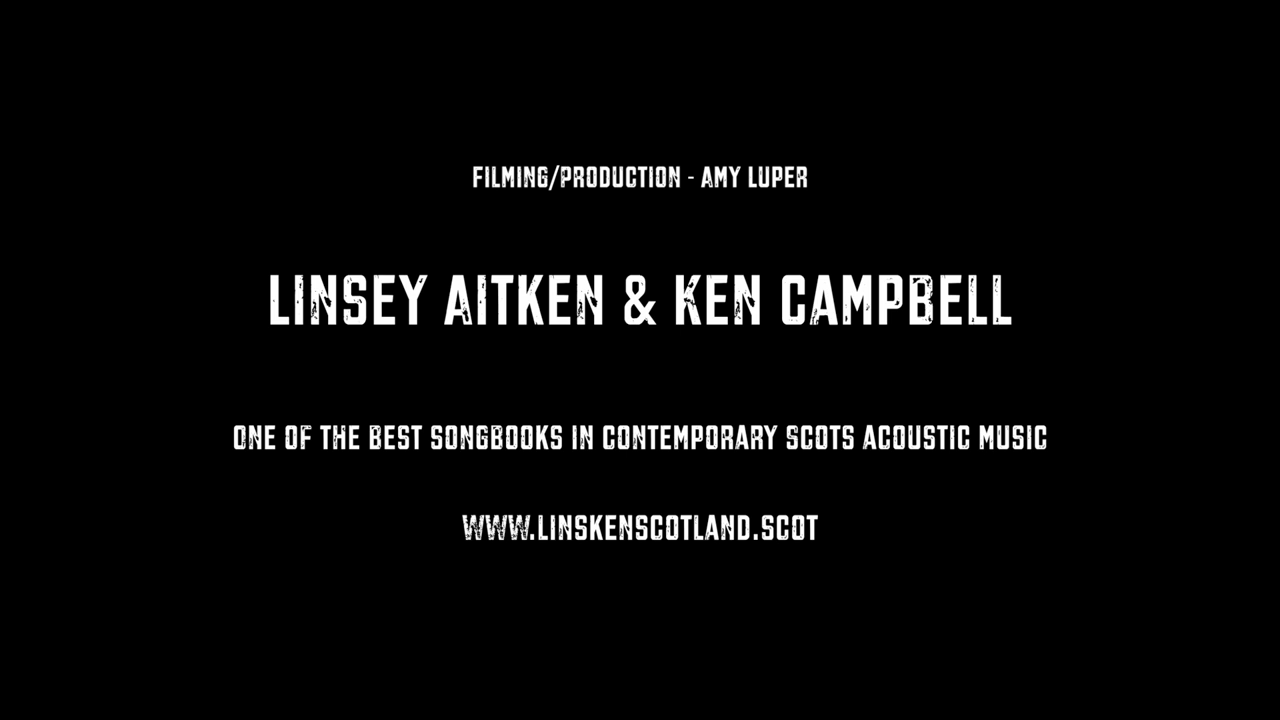 FILMING/PRODUCTION - AMY LUPER
LINSEY AITKEN & KEN CAMPBELL
ONE OF THE BEST SONGBOOKS IN CONTEMPORARY SCOTS ACOUSTIC MUSIC
WWW.LINSKENSCOTLAND.SCOT